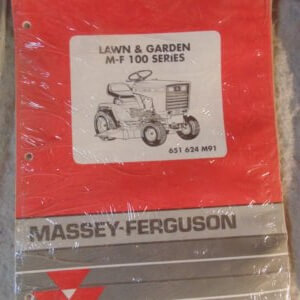 LAWN & GARDEN
M-F 100 SERIES
651 624 M91
MASSEY-FERGUSON